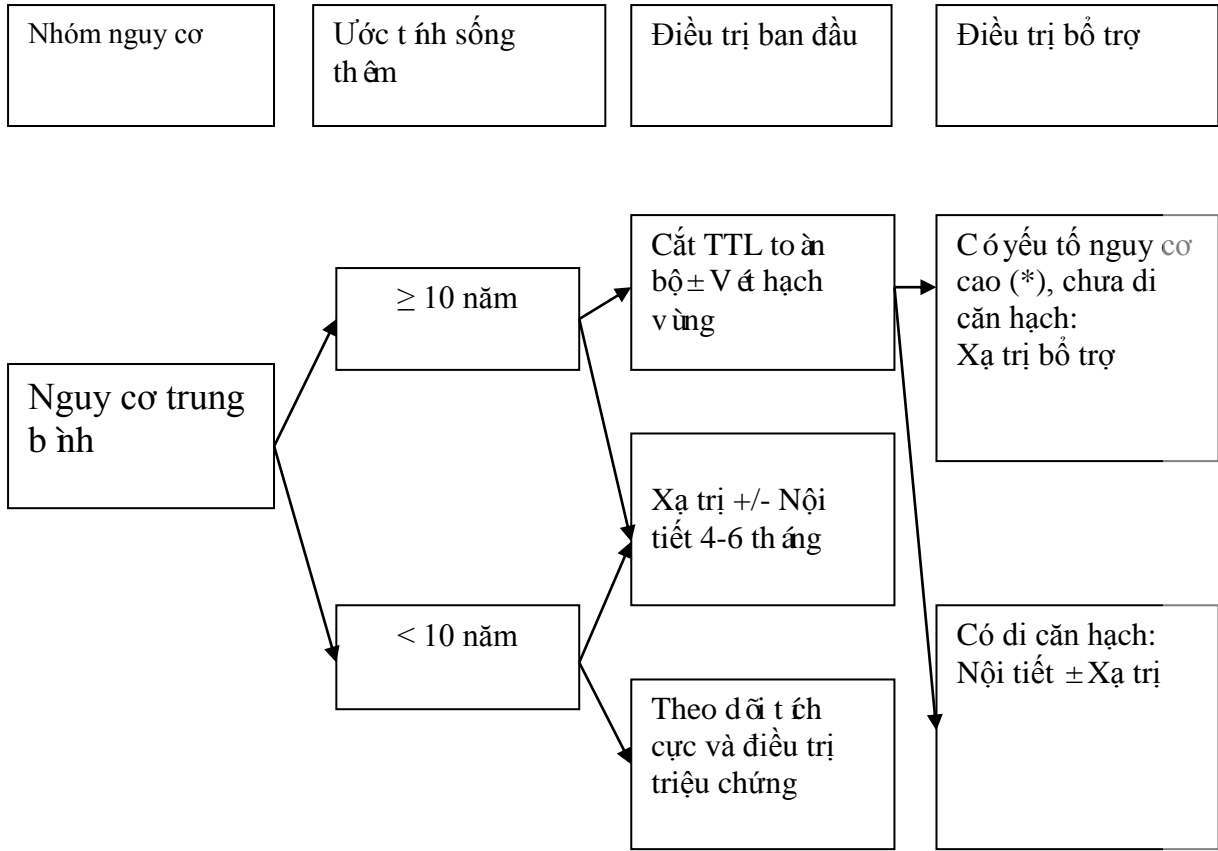 Nhóm nguy cơ
Ước tính sống
thêm
Điều trị ban đầu
Điều trị bổ trợ
Nguy cơ trung
bình
≥ 10 năm
< 10 năm
Cắt TTL toàn
bộ ± Vét hạch
vùng
Xạ trị +/- Nội
tiết 4-6 tháng
Theo dõi tích
cực và điều trị
triệu chứng
Có yếu tố nguy cơ
cao (*), chưa di
căn hạch:
Xạ trị bổ trợ
Có di căn hạch:
Nội tiết ± Xạ trị